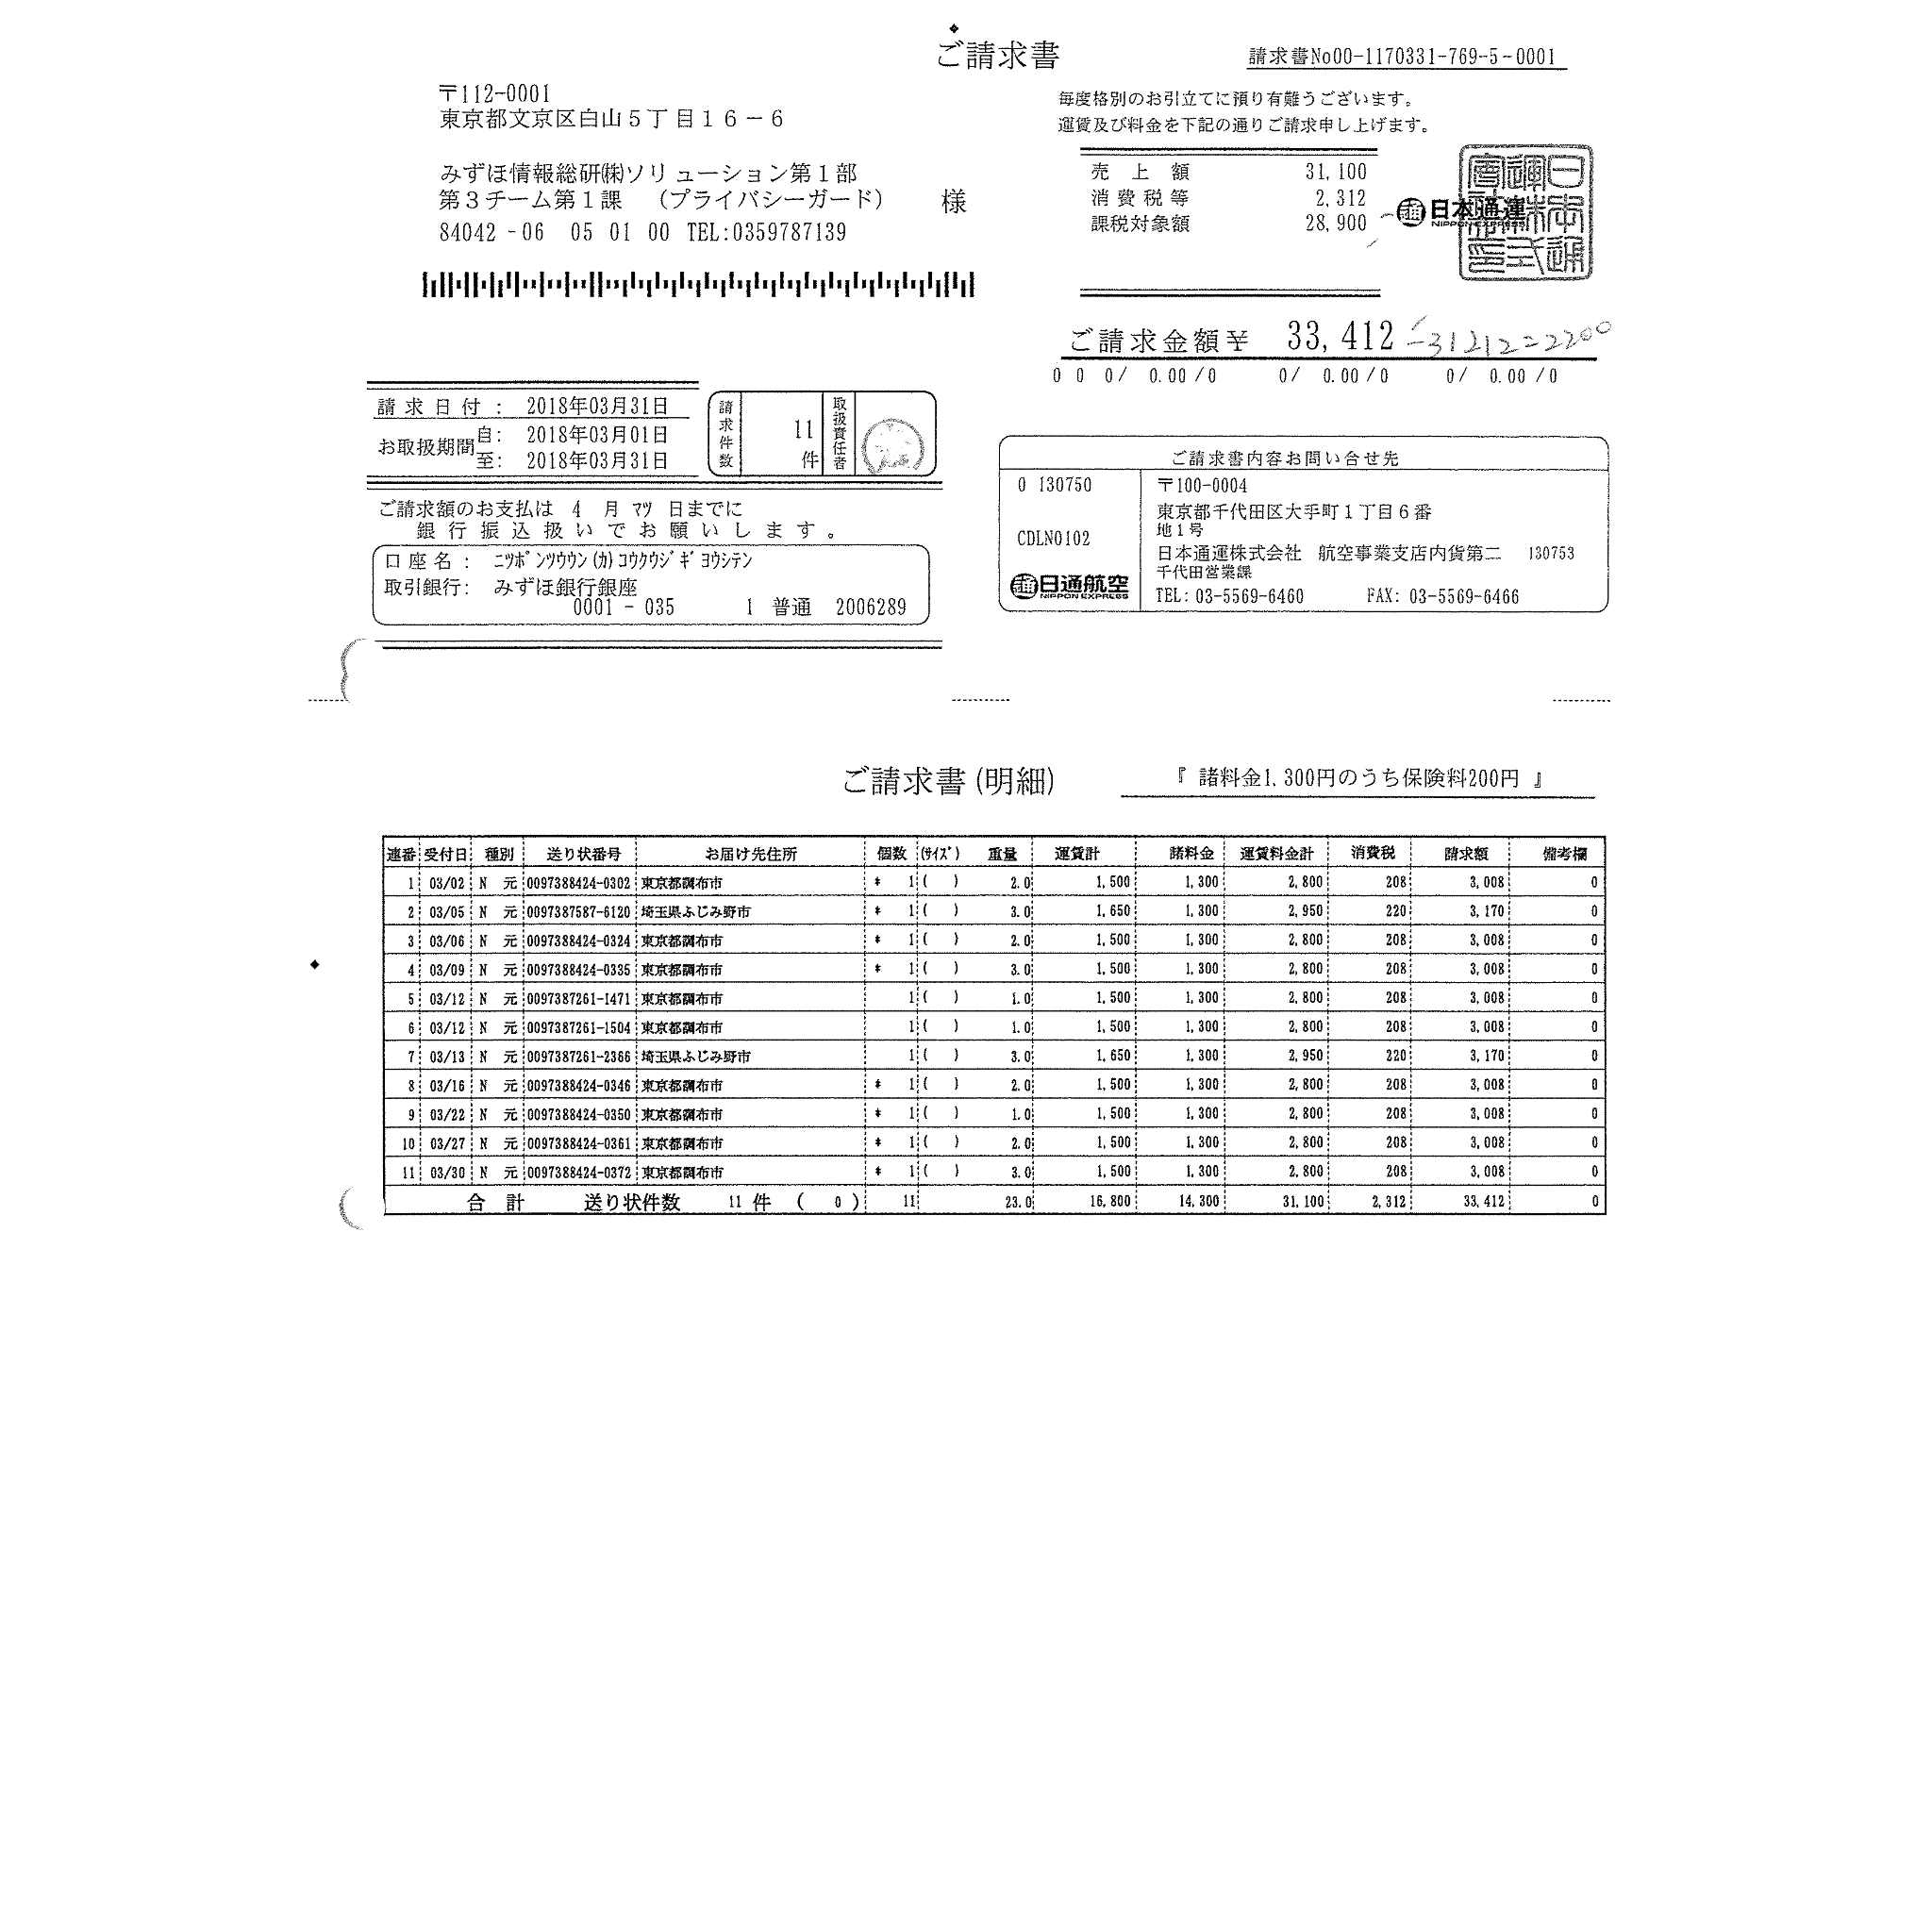 ご請求書
請求書No00-1170331-769-5-0001
〒112-0001
東京都文京区白山5丁目16-6
みずほ情報総研㈱ソリューション第1部
第3チーム第1課 (プライバシーガード) 様
84042-06 05 01 00 TEL:0359787139
毎度格別のお引立てに預り有難うございます。
運賃及び料金を下記の通りご請求申し上げます。
売上額 31,100
消費税等 2,312
課税対象額 28,900
日本通運
NIPPON EXPRESS
ご請求金額¥ 33,412 -31212=2200
0 0 0/ 0.00/0 0/ 0.00/0 0/ 0.00/0
請求日付: 2018年03月31日
お取扱期間 自: 2018年03月01日
至: 2018年03月31日
請求件数 11件 取扱責任者
ご請求額のお支払は 4 月 マツ 日までに
銀行振込扱いでお願いします。
口座名: ニツポンツウウン(カ)コウクウジギヨウシテン
取引銀行: みずほ銀行銀座
0001-035 1 普通 2006289
ご請求書内容お問い合せ先
0 130750
CDLN0102
日通航空
NIPPON EXPRESS
〒100-0004
東京都千代田区大手町1丁目6番
地1号
日本通運株式会社 航空事業支店内貨第二 130753
千代田営業課
TEL: 03-5569-6460 FAX: 03-5569-6466
ご請求書(明細)
『 諸料金1,300円のうち保険料200円 』
連番 受付日 種別 送り状番号 お届け先住所 個数 (サイズ) 重量 運賃計 諸料金 運賃料金計 消費税 請求額 備考欄
1 03/02 N 元 0097388424-0302 東京都調布市 * 1 ( ) 2.0 1,500 1,300 2,800 208 3,008 0
2 03/05 N 元 0097387587-6120 埼玉県ふじみ野市 * 1 ( ) 3.0 1,650 1,300 2,950 220 3,170 0
3 03/06 N 元 0097388424-0324 東京都調布市 * 1 ( ) 2.0 1,500 1,300 2,800 208 3,008 0
4 03/09 N 元 0097388424-0335 東京都調布市 * 1 ( ) 3.0 1,500 1,300 2,800 208 3,008 0
5 03/12 N 元 0097387261-1471 東京都調布市 1 ( ) 1.0 1,500 1,300 2,800 208 3,008 0
6 03/12 N 元 0097387261-1504 東京都調布市 1 ( ) 1.0 1,500 1,300 2,800 208 3,008 0
7 03/13 N 元 0097387261-2366 埼玉県ふじみ野市 1 ( ) 3.0 1,650 1,300 2,950 220 3,170 0
8 03/16 N 元 0097388424-0346 東京都調布市 * 1 ( ) 2.0 1,500 1,300 2,800 208 3,008 0
9 03/22 N 元 0097388424-0350 東京都調布市 * 1 ( ) 1.0 1,500 1,300 2,800 208 3,008 0
10 03/27 N 元 0097388424-0361 東京都調布市 * 1 ( ) 2.0 1,500 1,300 2,800 208 3,008 0
11 03/30 N 元 0097388424-0372 東京都調布市 * 1 ( ) 3.0 1,500 1,300 2,800 208 3,008 0
合計 送り状件数 11 件 ( 0 ) 11 23.0 16,800 14,300 31,100 2,312 33,412 0